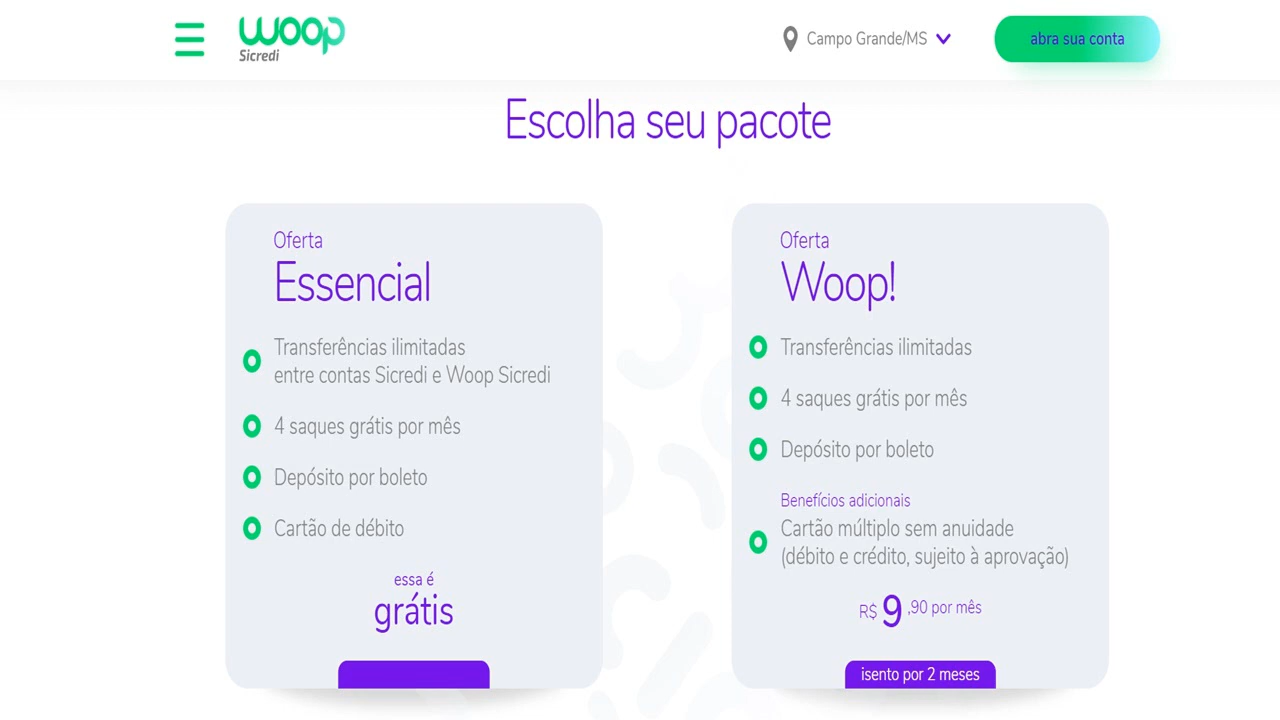 woop
Sicredi
Campo Grande/MS
abra sua conta
Escolha seu pacote
Oferta
Essencial
Transferências ilimitadas
entre contas Sicredi e Woop Sicredi
4 saques grátis por mês
Depósito por boleto
Cartão de débito
essa é
grátis
Oferta
Woop!
Transferências ilimitadas
4 saques grátis por mês
Depósito por boleto
Benefícios adicionais
Cartão múltiplo sem anuidade
(débito e crédito, sujeito à aprovação)
R$ 9,90 por mês
isento por 2 meses